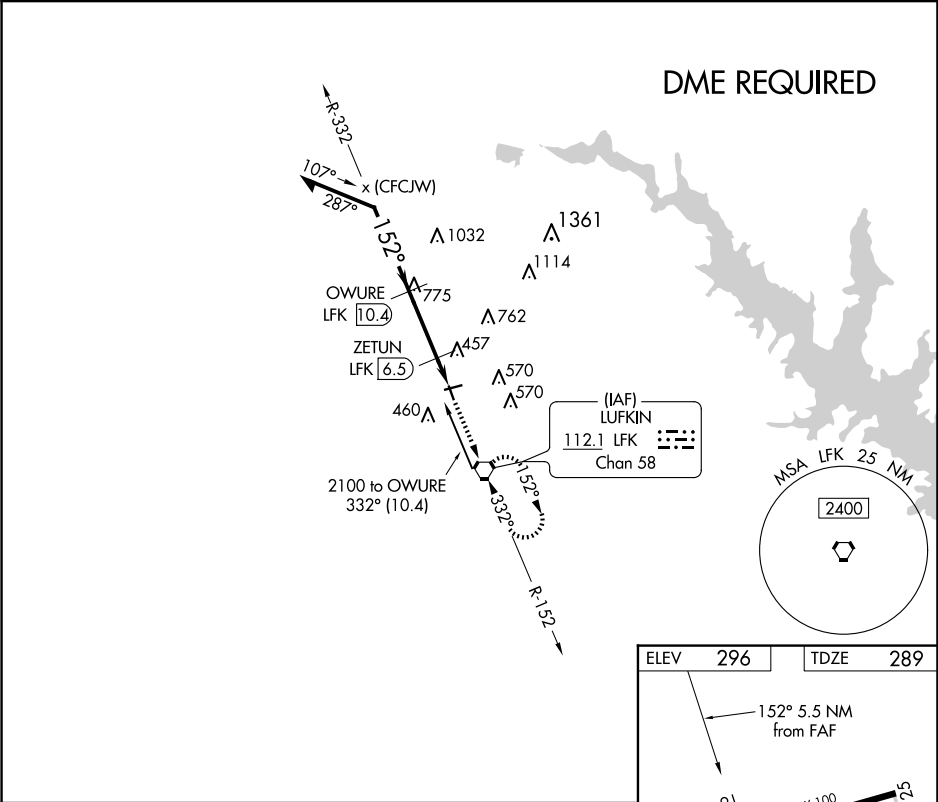 DME REQUIRED
R-332
107°
(CFCJW)
287°
152°
1032
1361
1114
OWURE
LFK 10.4
775
762
ZETUN
LFK 6.5
457
570
570
460
(IAF)
LUFKIN
112.1 LFK
Chan 58
2100 to OWURE
332° (10.4)
152°
332°
R-152
MSA LFK 25 NM
2400
ELEV 296
TDZE 289
152° 5.5 NM
from FAF
100
25